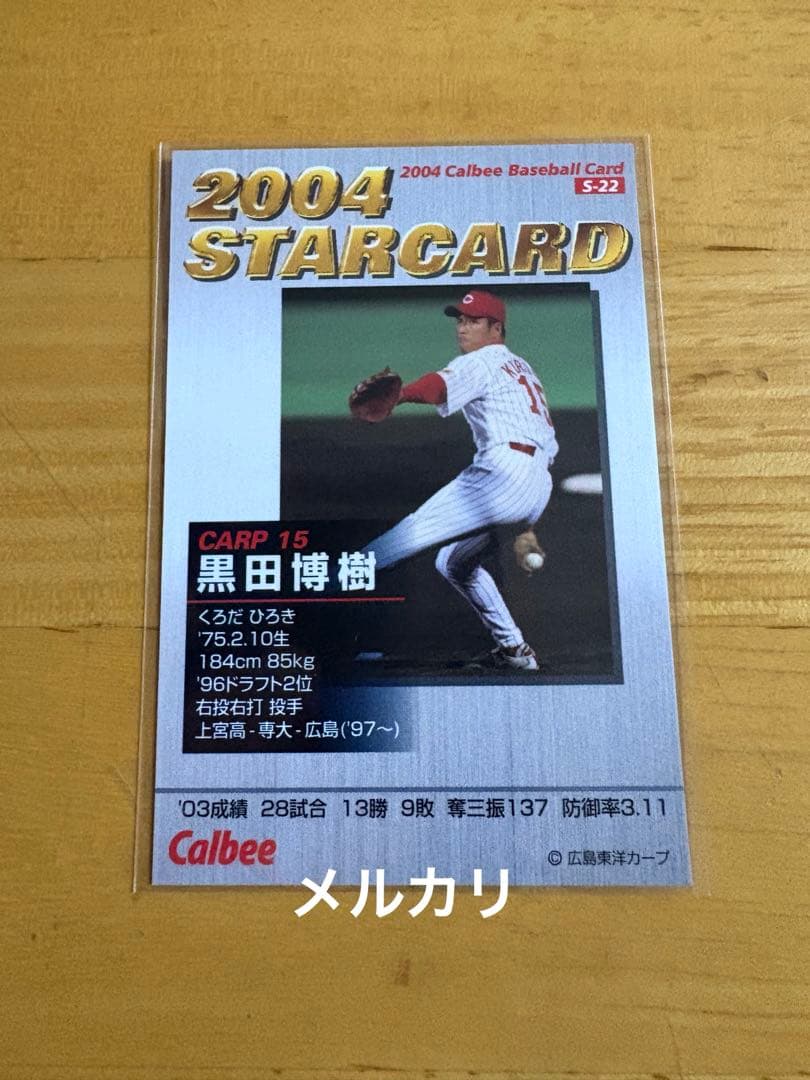 2004 Calbee Baseball Card
S-22
2004
STARCARD
15
CARP 15
黒田博樹
くろだ ひろき
'75.2.10生
184cm 85kg
'96ドラフト2位
右投右打 投手
上宮高-専大-広島('97〜)
'03成績 28試合 13勝 9敗 奪三振137 防御率3.11
Calbee
© 広島東洋カープ
メルカリ